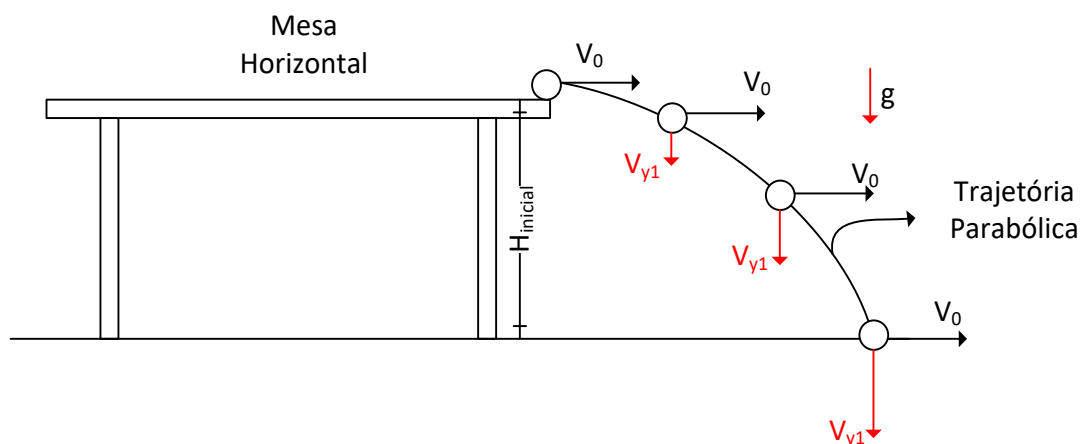 Mesa
Horizontal
V0
V0
g
Vy1
V0
Hinicial
Trajetória
Parabólica
Vy1
V0
Vy1